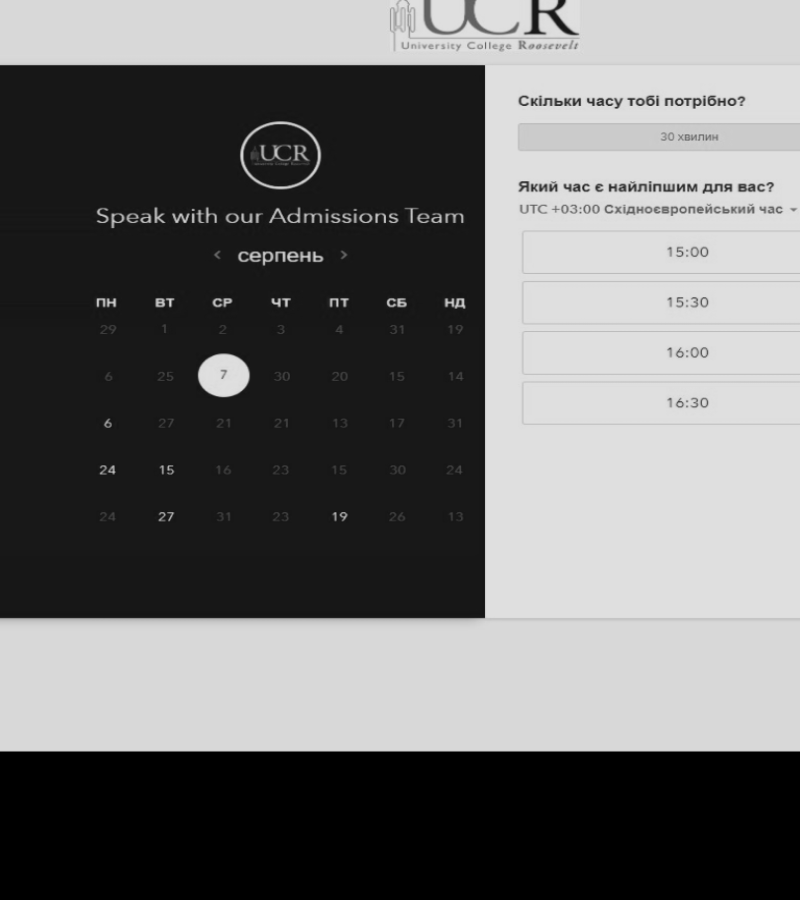 UCR
University College Roosevelt
UCR
Speak with our Admissions Team
< серпень >
ПН ВТ СР ЧТ ПТ СБ НД
29 1 2 3 4 31 19
6 25 7 30 20 15 14
6 27 21 21 13 17 31
24 15 16 23 15 30 24
24 27 31 23 19 26 13
Скільки часу тобі потрібно?
30 хвилин
Який час є найліпшим для вас?
UTC +03:00 Східноєвропейський час
15:00
15:30
16:00
16:30